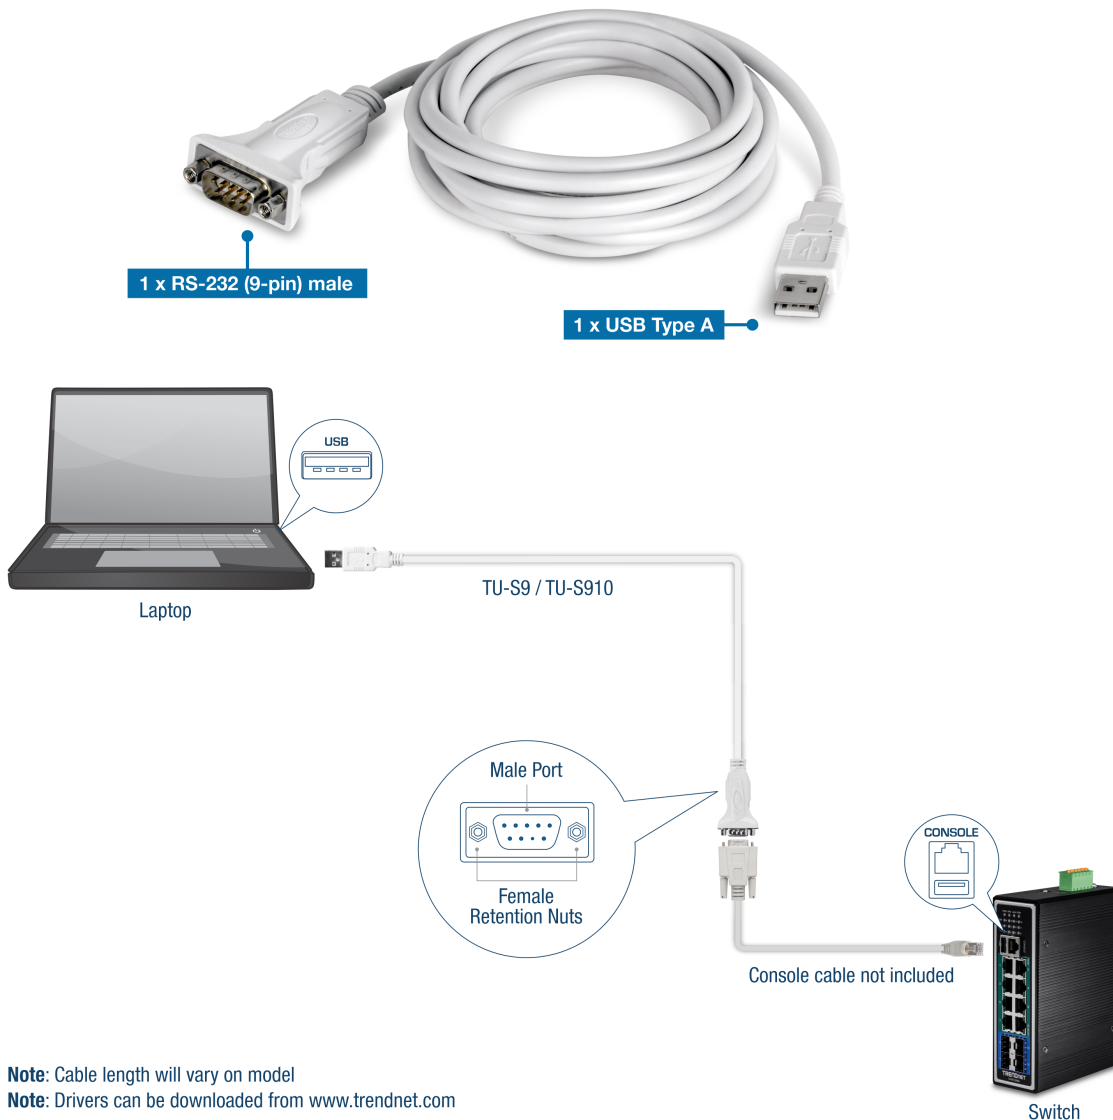 1 x RS-232 (9-pin) male
1 x USB Type A
USB
Laptop
TU-S9 / TU-S910
Male Port
Female
Retention Nuts
CONSOLE
Console cable not included
TRENDNET
Switch
Note: Cable length will vary on model
Note: Drivers can be downloaded from www.trendnet.com